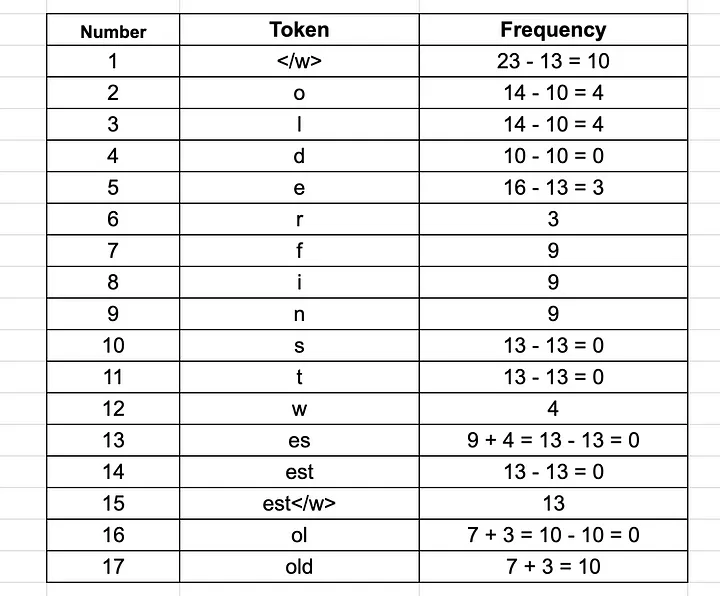 Number Token Frequency
1 </w> 23 - 13 = 10
2 o 14 - 10 = 4
3 l 14 - 10 = 4
4 d 10 - 10 = 0
5 e 16 - 13 = 3
6 r 3
7 f 9
8 i 9
9 n 9
10 s 13 - 13 = 0
11 t 13 - 13 = 0
12 w 4
13 es 9 + 4 = 13 - 13 = 0
14 est 13 - 13 = 0
15 est</w> 13
16 ol 7 + 3 = 10 - 10 = 0
17 old 7 + 3 = 10